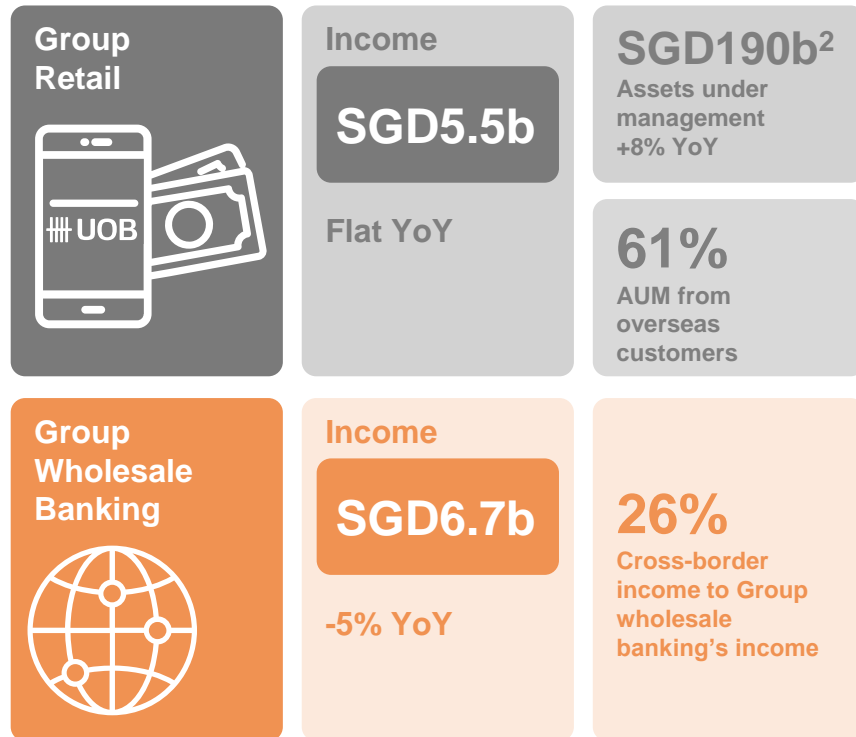 Group
Retail
UOB
Income
SGD5.5b
Flat YoY
SGD190b²
Assets under
management
+8% YoY
61%
AUM from
overseas
customers
Group
Wholesale
Banking
Income
SGD6.7b
-5% YoY
26%
Cross-border
income to Group
wholesale
banking’s income